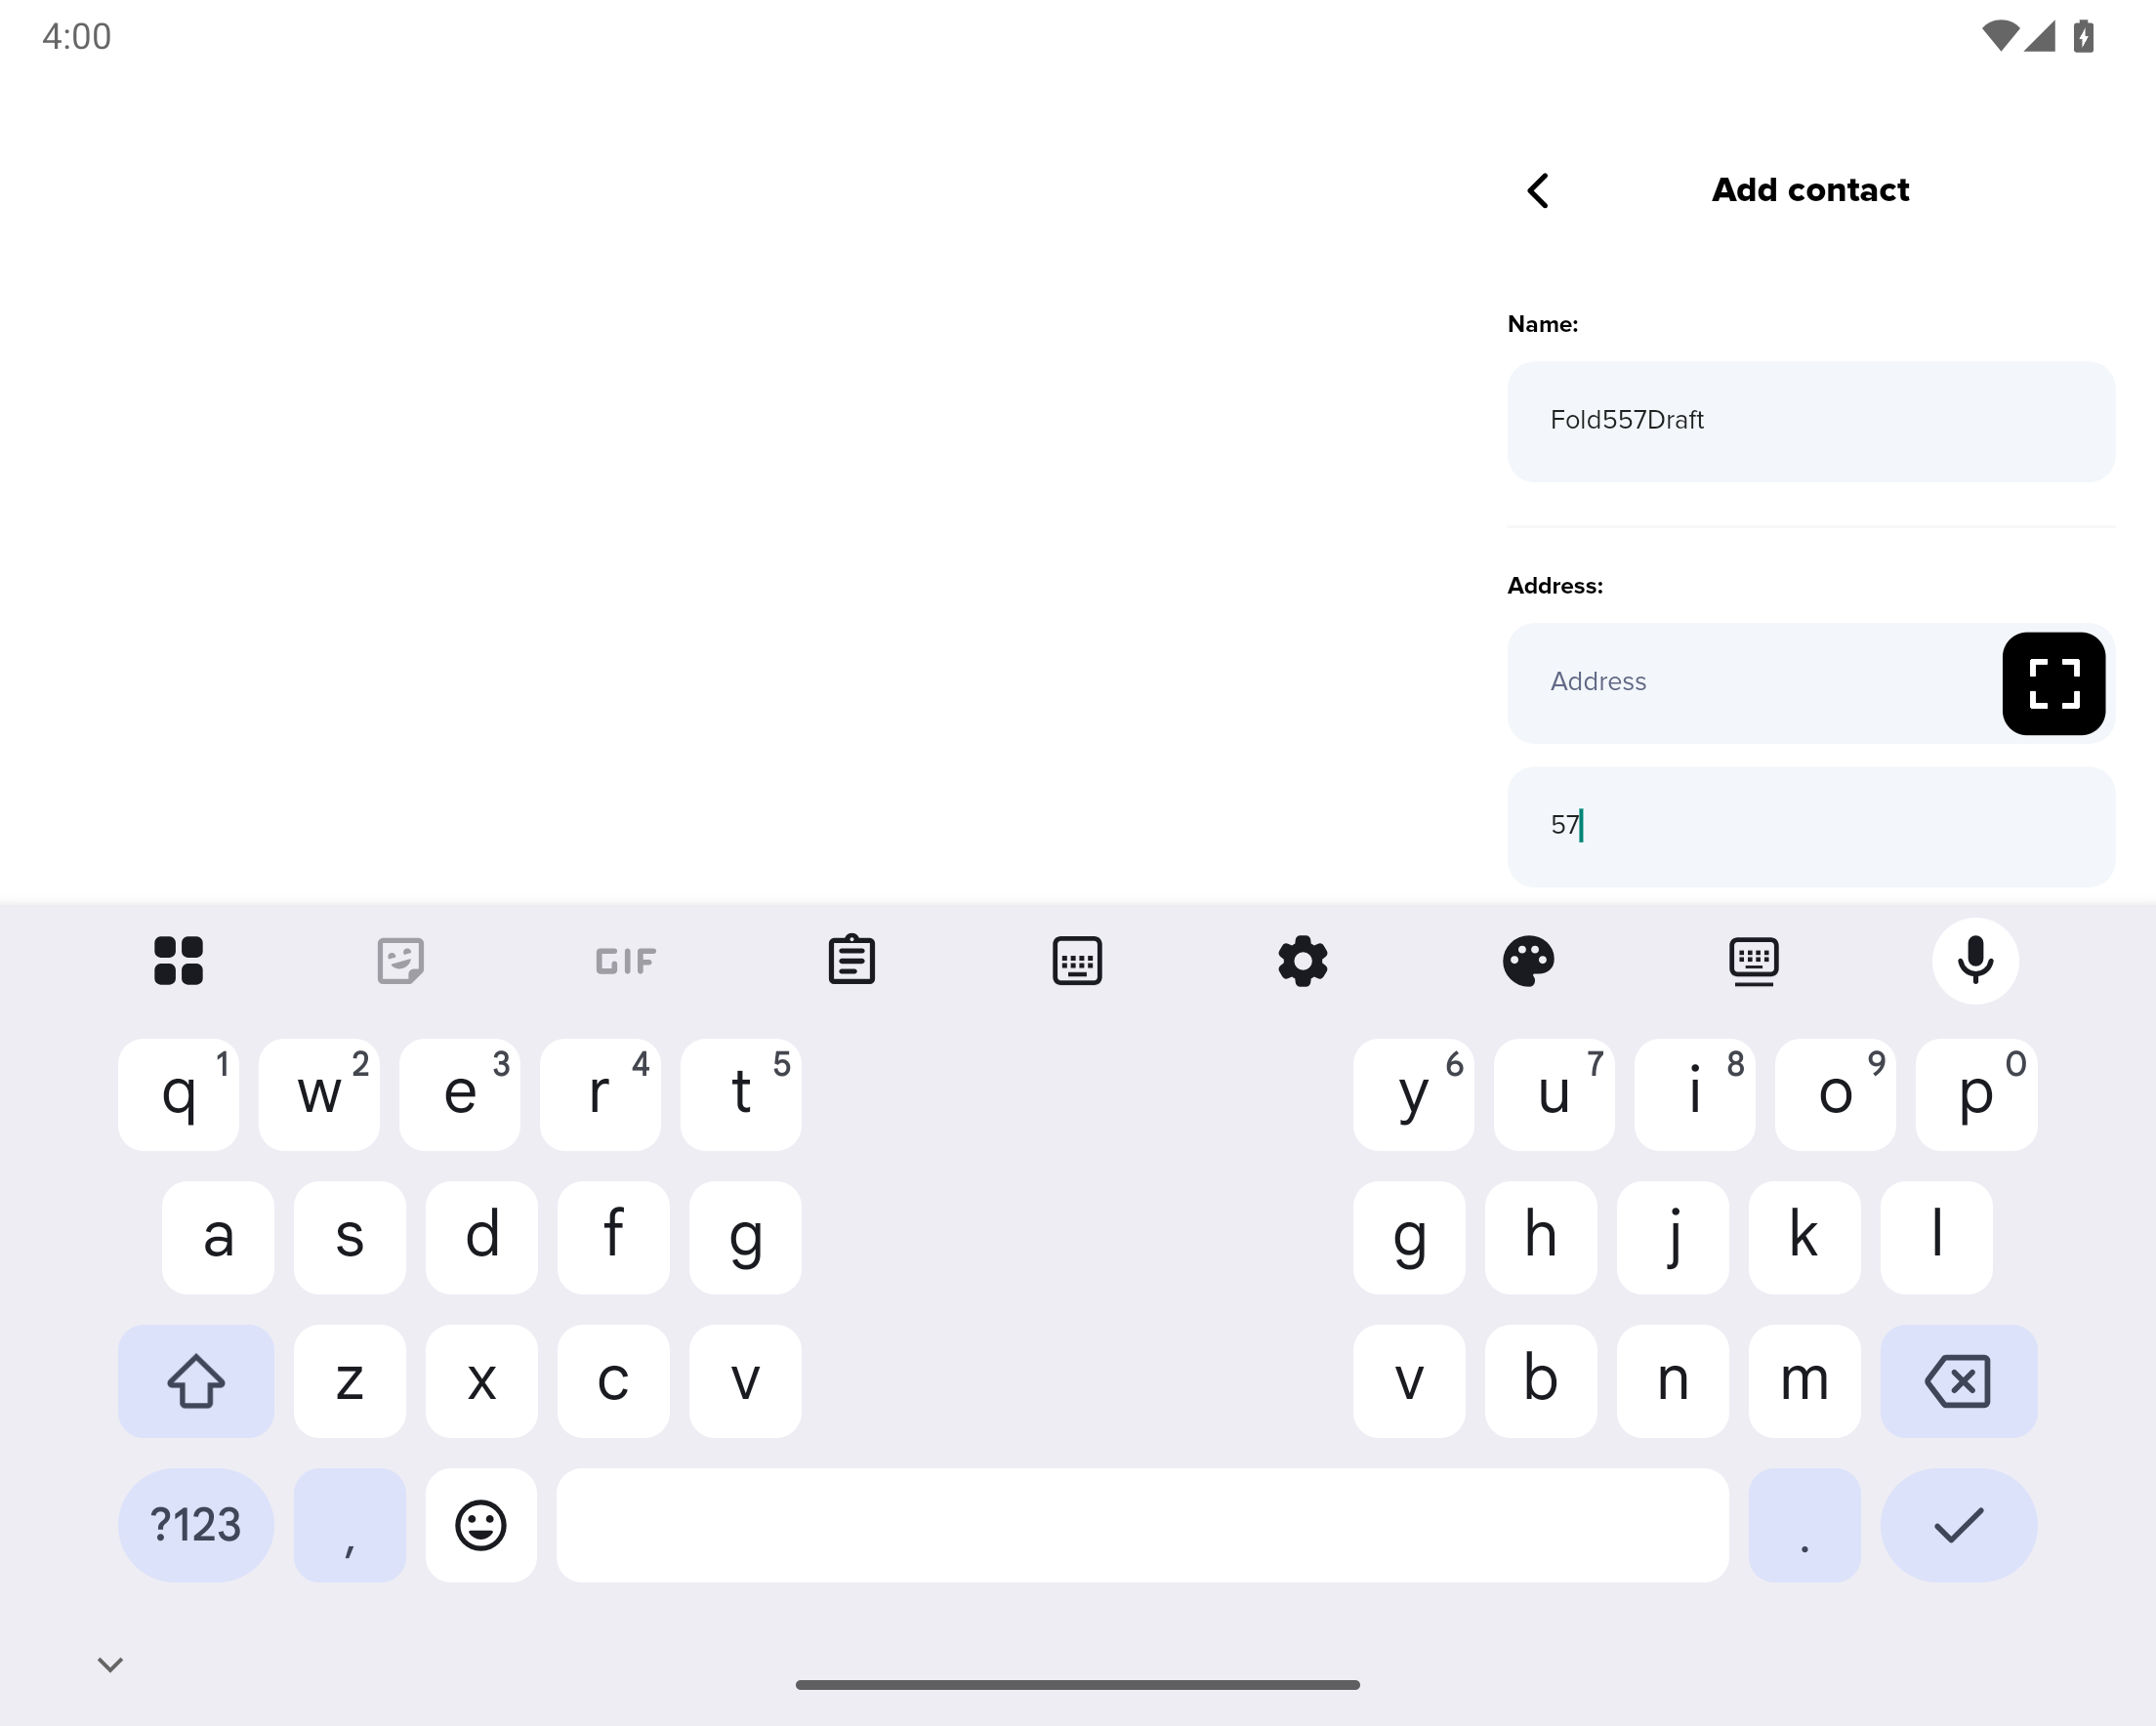 4:00
Add contact
Name:
Fold557Draft
Address:
Address
57
GIF
q 1 w 2 e 3 r 4 t 5 y 6 u 7 i 8 o 9 p 0
a s d f g g h j k l
z x c v v b n m
?123 , .